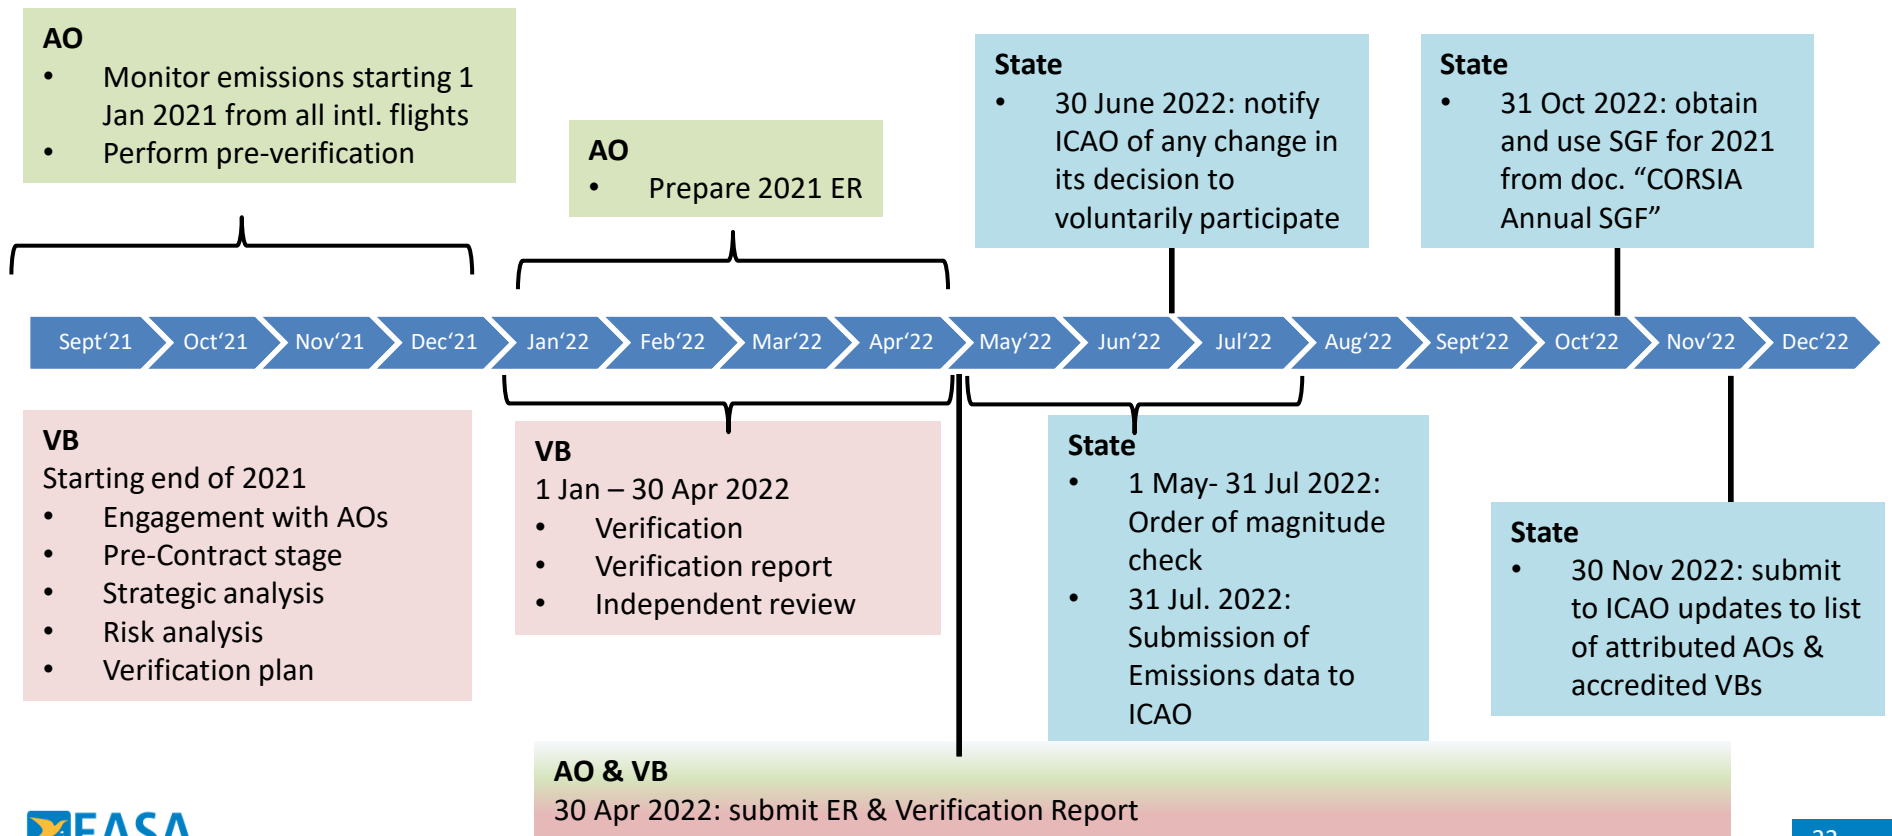 AO
• Monitor emissions starting 1
Jan 2021 from all intl. flights
• Perform pre-verification
AO
• Prepare 2021 ER
State
• 30 June 2022: notify
ICAO of any change in
its decision to
voluntarily participate
State
• 31 Oct 2022: obtain
and use SGF for 2021
from doc. “CORSIA
Annual SGF”
Sept‘21 Oct‘21 Nov‘21 Dec‘21 Jan‘22 Feb‘22 Mar‘22 Apr‘22 May‘22 Jun‘22 Jul‘22 Aug‘22 Sept‘22 Oct‘22 Nov‘22 Dec‘22
VB
Starting end of 2021
• Engagement with AOs
• Pre-Contract stage
• Strategic analysis
• Risk analysis
• Verification plan
VB
1 Jan – 30 Apr 2022
• Verification
• Verification report
• Independent review
State
• 1 May- 31 Jul 2022:
Order of magnitude
check
• 31 Jul. 2022:
Submission of
Emissions data to
ICAO
State
• 30 Nov 2022: submit
to ICAO updates to list
of attributed AOs &
accredited VBs
AO & VB
30 Apr 2022: submit ER & Verification Report
EASA